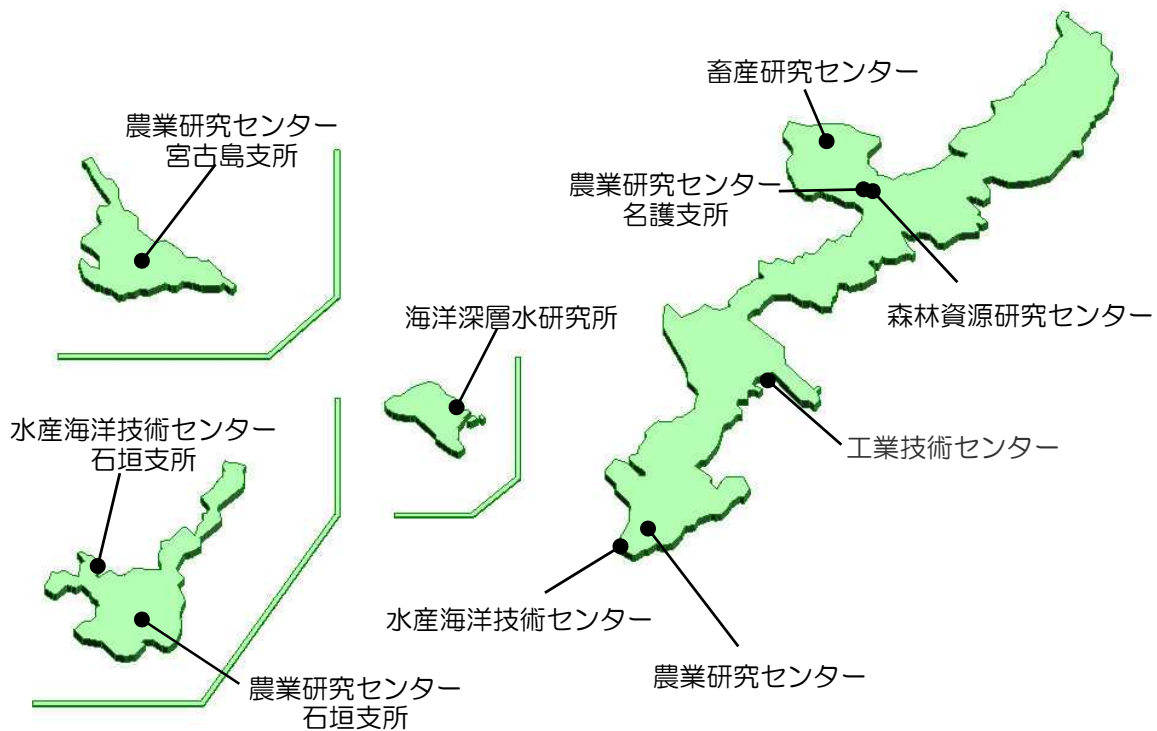 畜産研究センター
農業研究センター
宮古島支所
農業研究センター
名護支所
森林資源研究センター
海洋深層水研究所
水産海洋技術センター
石垣支所
工業技術センター
水産海洋技術センター
農業研究センター
農業研究センター
石垣支所